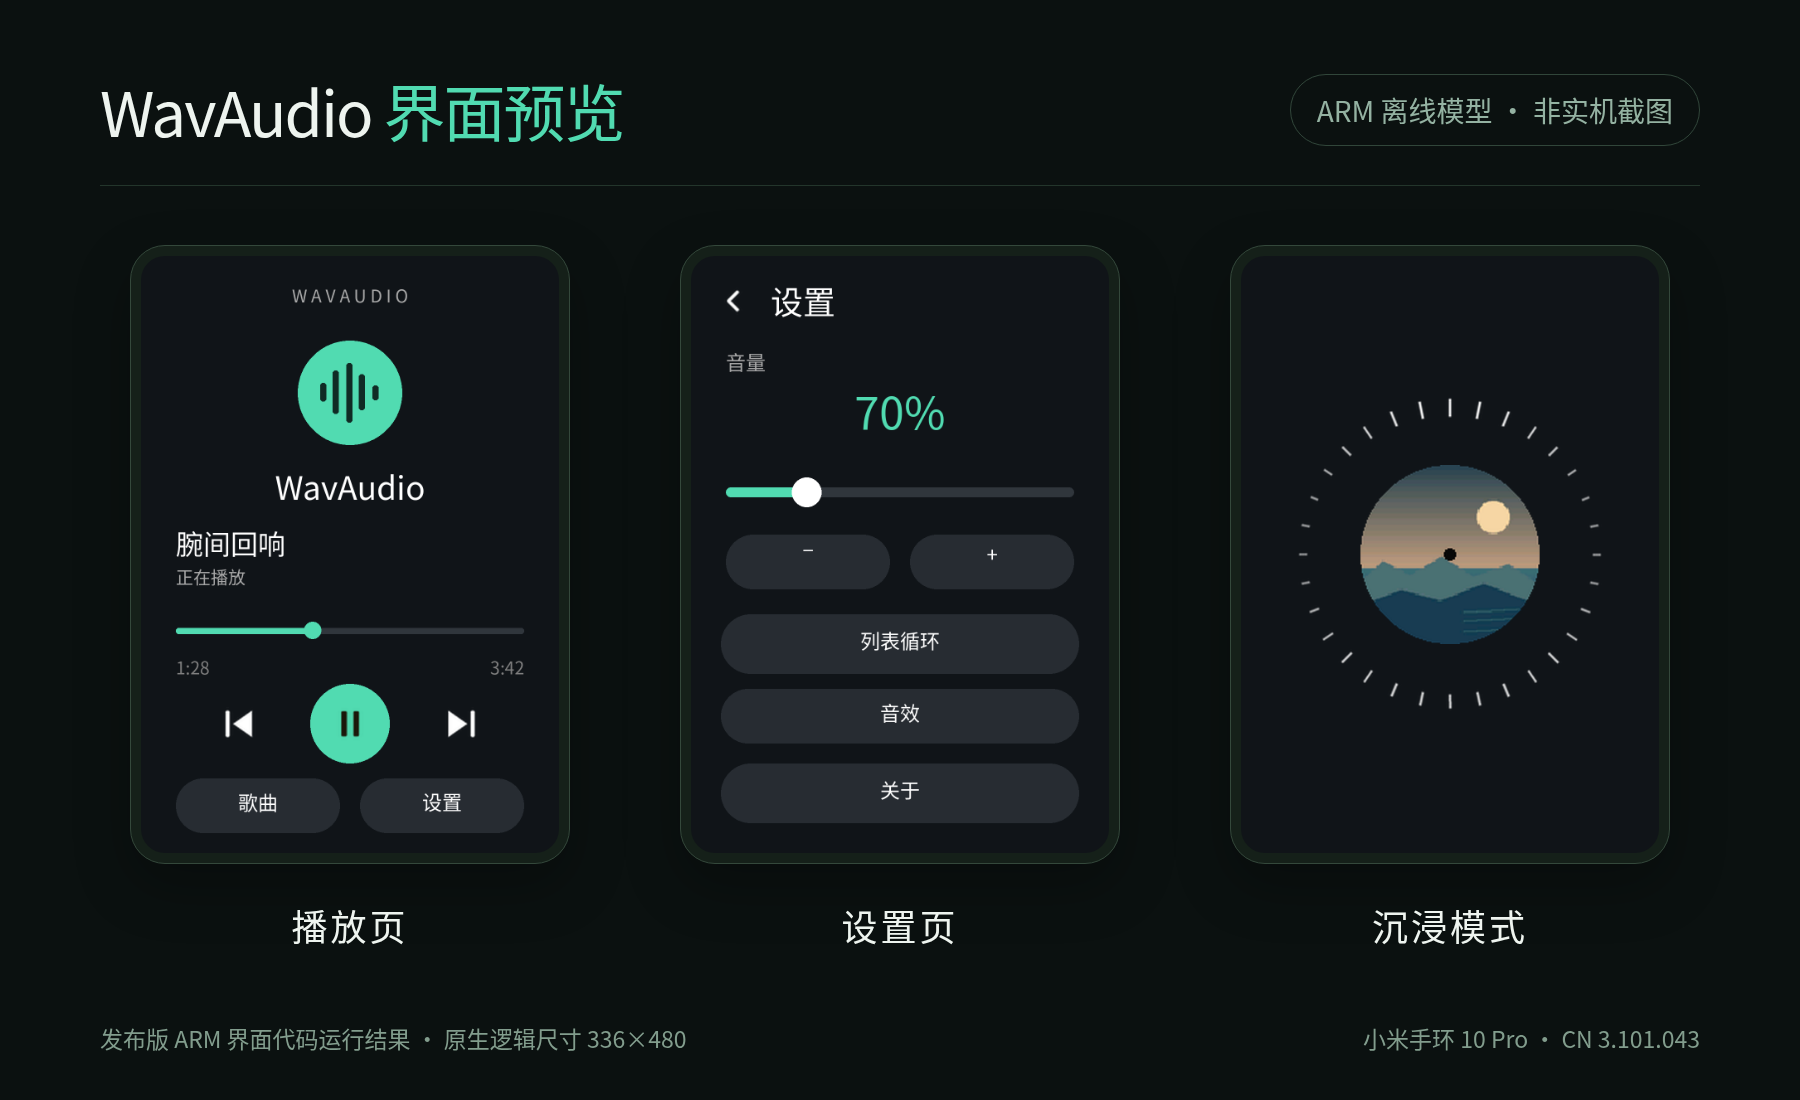 WavAudio 界面预览
ARM 离线模型 • 非实机截图
WAVAUDIO
WavAudio
腕间回响
正在播放
1:28 3:42
歌曲 设置
设置
音量
70%
− +
列表循环
音效
关于
播放页 设置页 沉浸模式
发布版 ARM 界面代码运行结果 • 原生逻辑尺寸 336×480
小米手环 10 Pro • CN 3.101.043